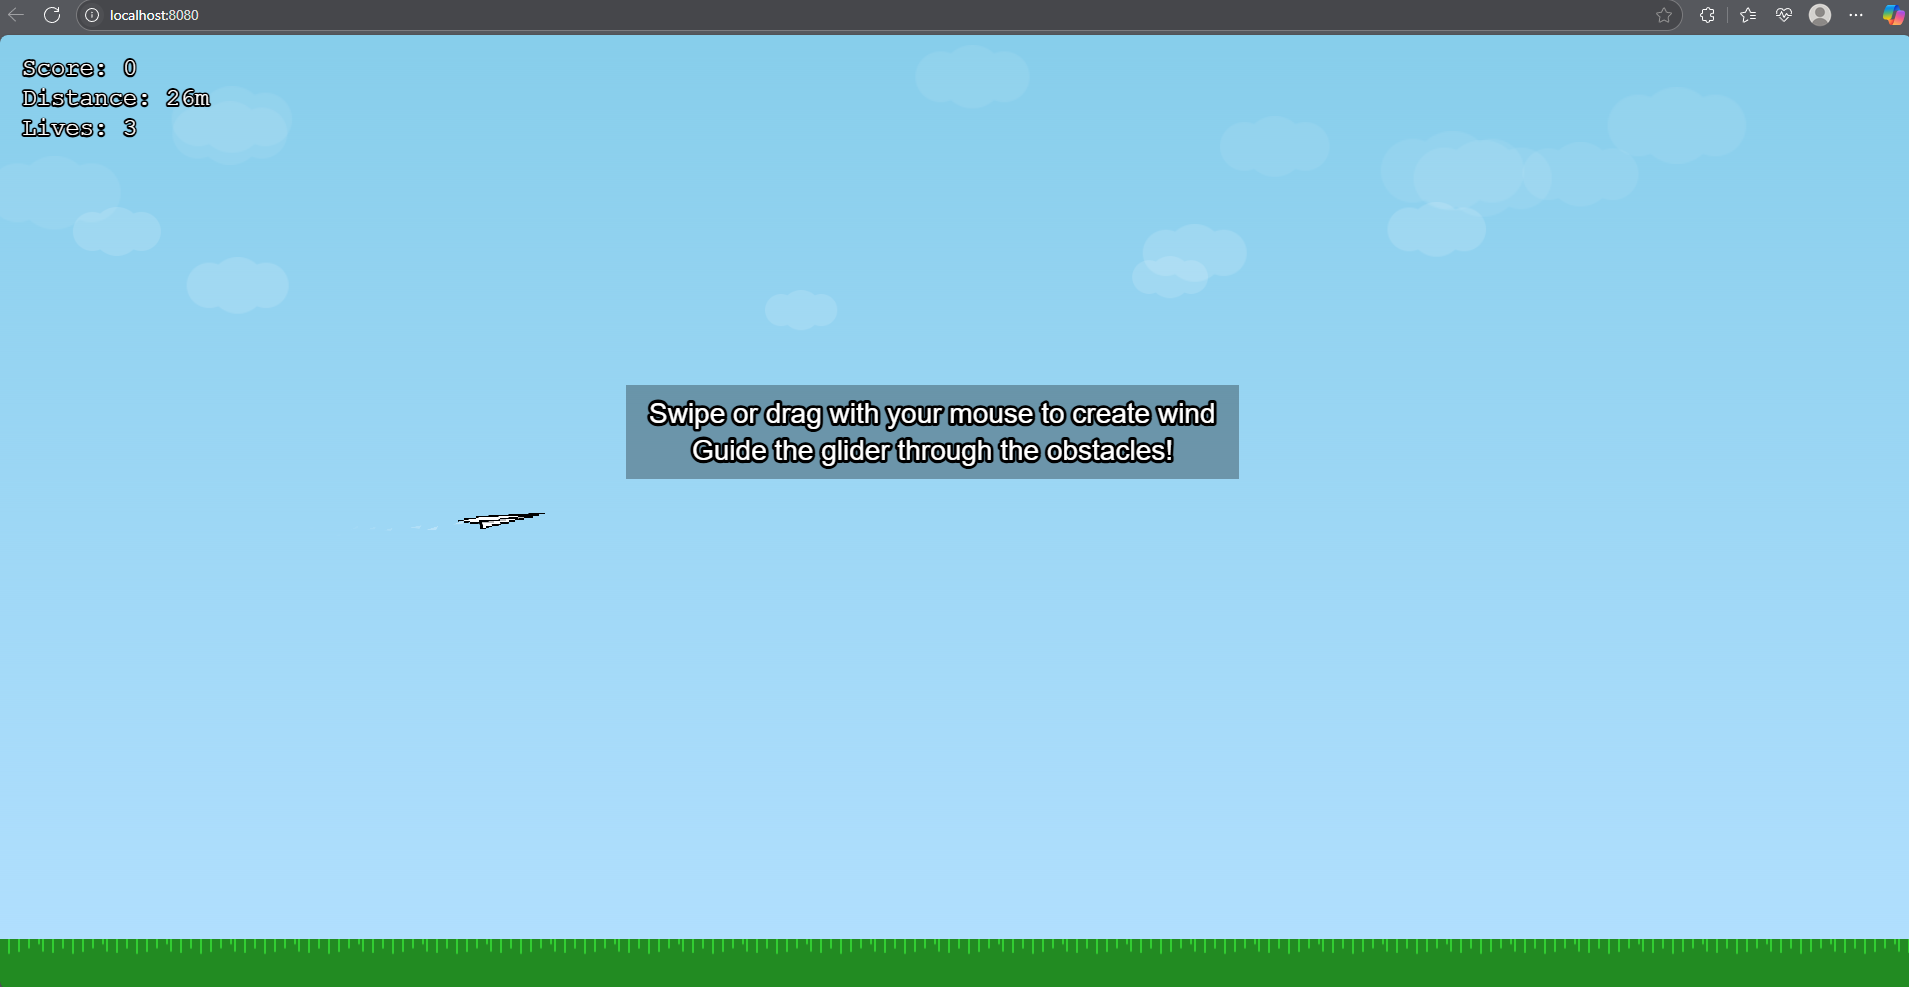 localhost:8080
Score: 0
Distance: 26m
Lives: 3
Swipe or drag with your mouse to create wind
Guide the glider through the obstacles!